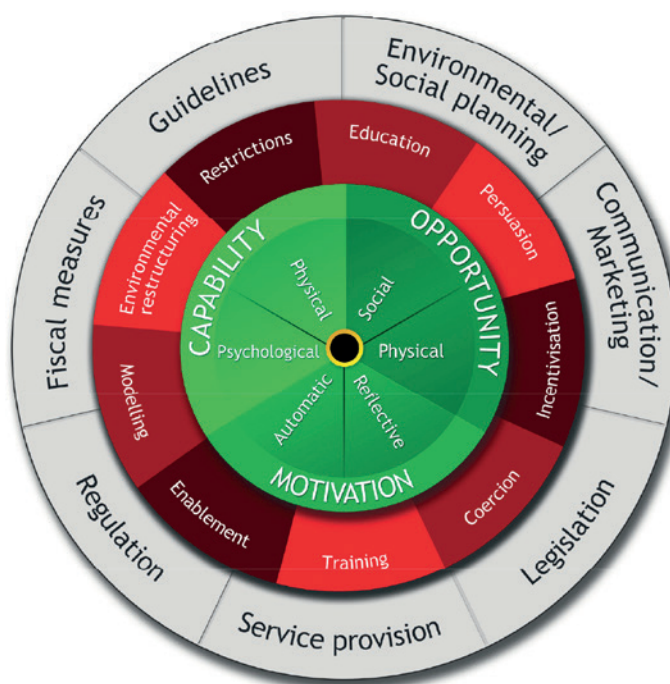 Guidelines
Environmental/
Social planning
Communication/
Marketing
Legislation
Service provision
Regulation
Fiscal measures
Restrictions
Education
Persuasion
Incentivisation
Coercion
Training
Enablement
Modelling
Environmental
restructuring
CAPABILITY
OPPORTUNITY
MOTIVATION
Physical
Social
Psychological
Physical
Automatic
Reflective